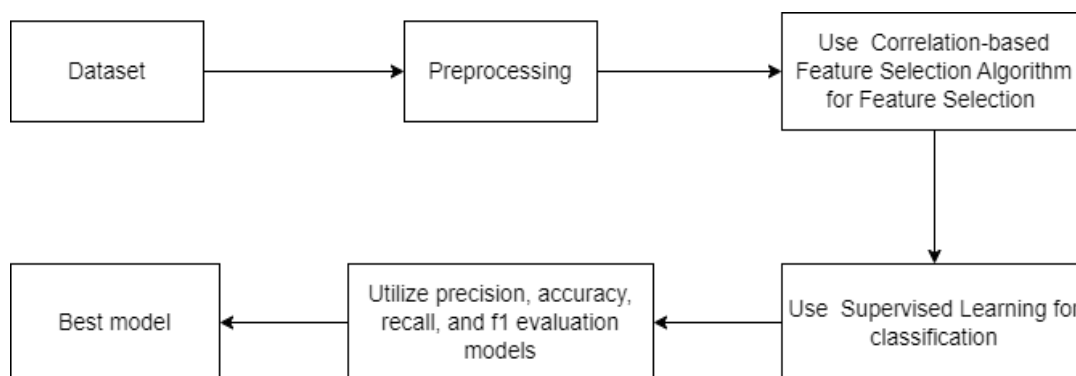 Dataset
Preprocessing
Use Correlation-based
Feature Selection Algorithm
for Feature Selection
Use Supervised Learning for
classification
Utilize precision, accuracy,
recall, and f1 evaluation
models
Best model